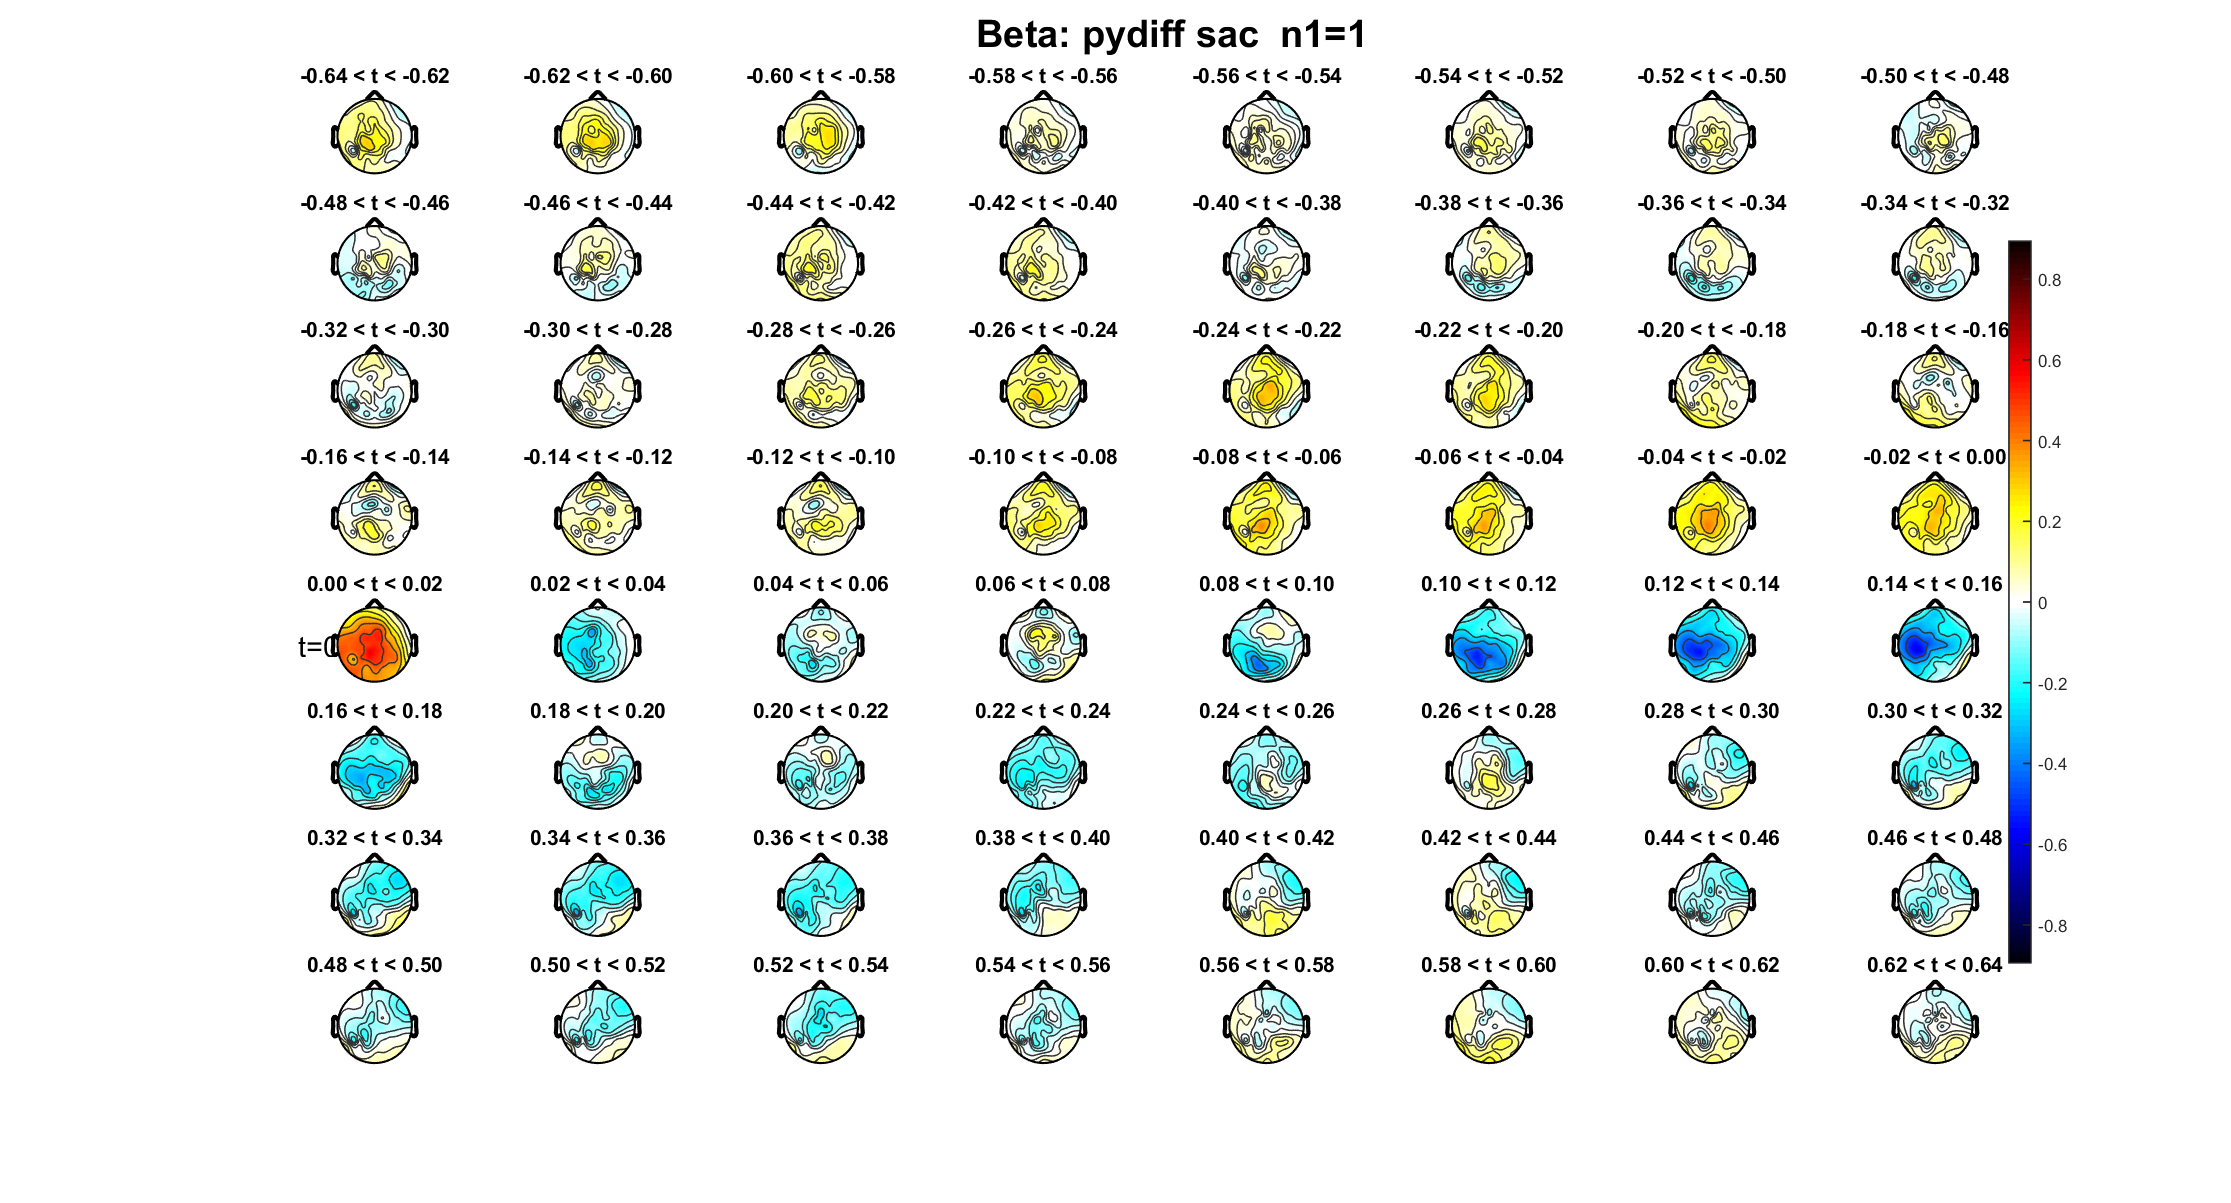 Beta: pydiff sac  n1=1
-0.64 < t < -0.62
-0.62 < t < -0.60
-0.60 < t < -0.58
-0.58 < t < -0.56
-0.56 < t < -0.54
-0.54 < t < -0.52
-0.52 < t < -0.50
-0.50 < t < -0.48
-0.48 < t < -0.46
-0.46 < t < -0.44
-0.44 < t < -0.42
-0.42 < t < -0.40
-0.40 < t < -0.38
-0.38 < t < -0.36
-0.36 < t < -0.34
-0.34 < t < -0.32
-0.32 < t < -0.30
-0.30 < t < -0.28
-0.28 < t < -0.26
-0.26 < t < -0.24
-0.24 < t < -0.22
-0.22 < t < -0.20
-0.20 < t < -0.18
-0.18 < t < -0.16
-0.16 < t < -0.14
-0.14 < t < -0.12
-0.12 < t < -0.10
-0.10 < t < -0.08
-0.08 < t < -0.06
-0.06 < t < -0.04
-0.04 < t < -0.02
-0.02 < t < 0.00
0.00 < t < 0.02
0.02 < t < 0.04
0.04 < t < 0.06
0.06 < t < 0.08
0.08 < t < 0.10
0.10 < t < 0.12
0.12 < t < 0.14
0.14 < t < 0.16
t=0
0.16 < t < 0.18
0.18 < t < 0.20
0.20 < t < 0.22
0.22 < t < 0.24
0.24 < t < 0.26
0.26 < t < 0.28
0.28 < t < 0.30
0.30 < t < 0.32
0.32 < t < 0.34
0.34 < t < 0.36
0.36 < t < 0.38
0.38 < t < 0.40
0.40 < t < 0.42
0.42 < t < 0.44
0.44 < t < 0.46
0.46 < t < 0.48
0.48 < t < 0.50
0.50 < t < 0.52
0.52 < t < 0.54
0.54 < t < 0.56
0.56 < t < 0.58
0.58 < t < 0.60
0.60 < t < 0.62
0.62 < t < 0.64
0.8
0.6
0.4
0.2
0
-0.2
-0.4
-0.6
-0.8